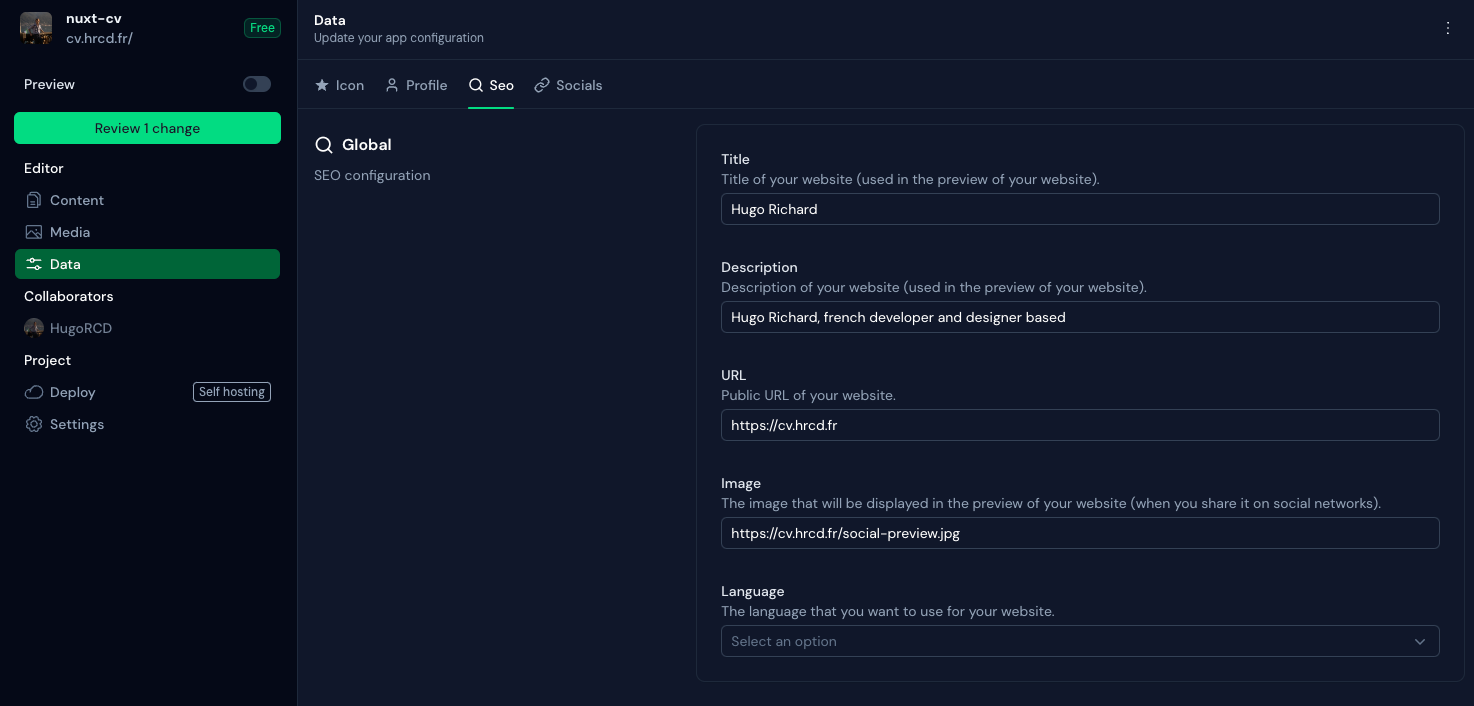 nuxt-cv
cv.hrcd.fr/
Free
Preview
Review 1 change
Editor
Content
Media
Data
Collaborators
HugoRCD
Project
Deploy
Self hosting
Settings
Data
Update your app configuration
Icon
Profile
Seo
Socials
Global
SEO configuration
Title
Title of your website (used in the preview of your website).
Hugo Richard
Description
Description of your website (used in the preview of your website).
Hugo Richard, french developer and designer based
URL
Public URL of your website.
https://cv.hrcd.fr
Image
The image that will be displayed in the preview of your website (when you share it on social networks).
https://cv.hrcd.fr/social-preview.jpg
Language
The language that you want to use for your website.
Select an option